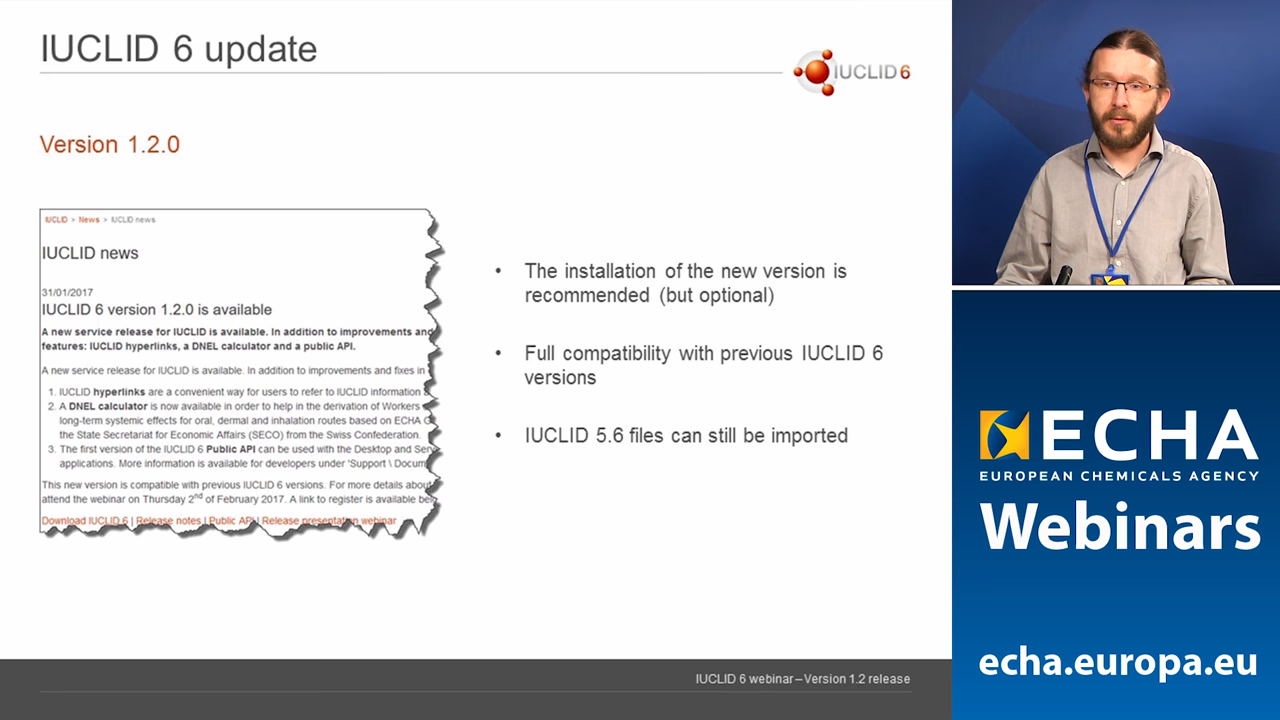 IUCLID 6 update
IUCLID6
Version 1.2.0
IUCLID > News > IUCLID news
IUCLID news
31/01/2017
IUCLID 6 version 1.2.0 is available
A new service release for IUCLID is available. In addition to improvements and
features: IUCLID hyperlinks, a DNEL calculator and a public API.
A new service release for IUCLID is available. In addition to improvements and fixes in
1. IUCLID hyperlinks are a convenient way for users to refer to IUCLID information
2. A DNEL calculator is now available in order to help in the derivation of Workers
long-term systemic effects for oral, dermal and inhalation routes based on ECHA
the State Secretariat for Economic Affairs (SECO) from the Swiss Confederation.
3. The first version of the IUCLID 6 Public API can be used with the Desktop and
applications. More information is available for developers under 'Support \
This new version is compatible with previous IUCLID 6 versions. For more details
attend the webinar on Thursday 2nd of February 2017. A link to register is available
Download IUCLID 6 | Release notes | Public API | Release presentation webinar
• The installation of the new version is
recommended (but optional)
• Full compatibility with previous IUCLID 6
versions
• IUCLID 5.6 files can still be imported
IUCLID 6 webinar – Version 1.2 release
ECHA
EUROPEAN CHEMICALS AGENCY
Webinars
echa.europa.eu